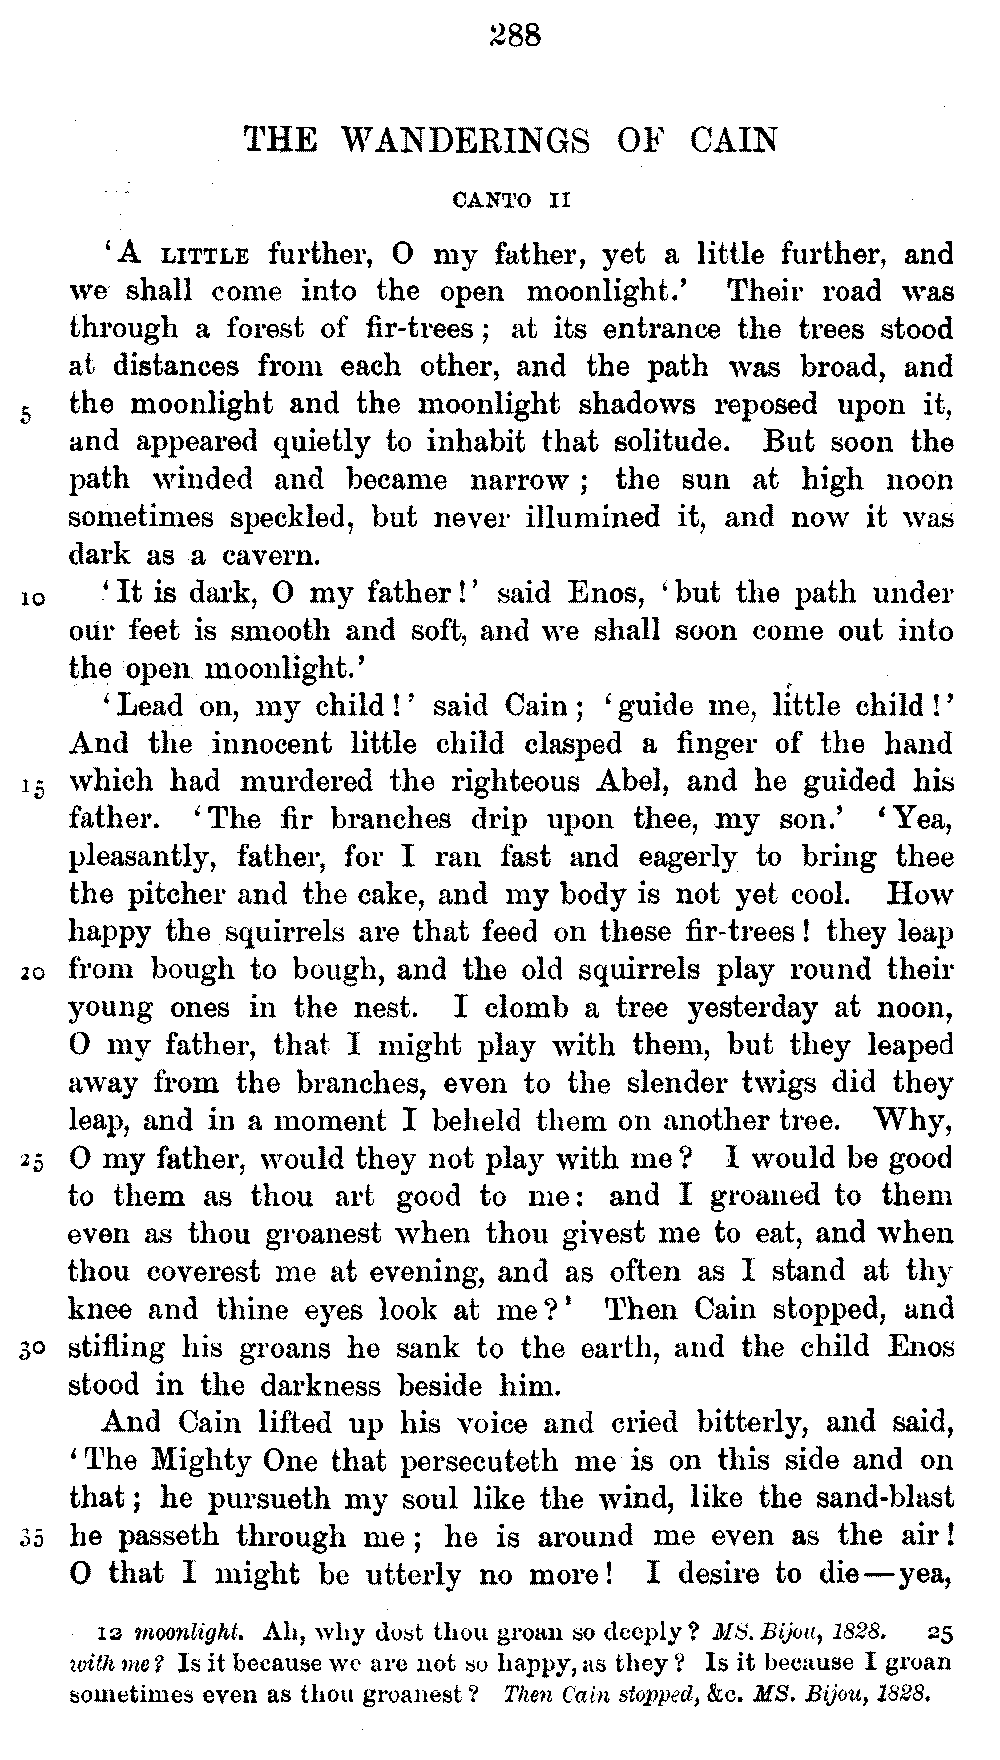 288
THE WANDERINGS OF CAIN
CANTO II
‘A LITTLE further, O my father, yet a little further, and
we shall come into the open moonlight.’ Their road was
through a forest of fir-trees; at its entrance the trees stood
at distances from each other, and the path was broad, and
5 the moonlight and the moonlight shadows reposed upon it,
and appeared quietly to inhabit that solitude. But soon the
path winded and became narrow; the sun at high noon
sometimes speckled, but never illumined it, and now it was
dark as a cavern.
10 ‘It is dark, O my father!’ said Enos, ‘but the path under
our feet is smooth and soft, and we shall soon come out into
the open moonlight.’
‘Lead on, my child!’ said Cain; ‘guide me, little child!’
And the innocent little child clasped a finger of the hand
15 which had murdered the righteous Abel, and he guided his
father. ‘The fir branches drip upon thee, my son.’ ‘Yea,
pleasantly, father, for I ran fast and eagerly to bring thee
the pitcher and the cake, and my body is not yet cool. How
happy the squirrels are that feed on these fir-trees! they leap
20 from bough to bough, and the old squirrels play round their
young ones in the nest. I clomb a tree yesterday at noon,
O my father, that I might play with them, but they leaped
away from the branches, even to the slender twigs did they
leap, and in a moment I beheld them on another tree. Why,
25 O my father, would they not play with me? I would be good
to them as thou art good to me: and I groaned to them
even as thou groanest when thou givest me to eat, and when
thou coverest me at evening, and as often as I stand at thy
knee and thine eyes look at me?’ Then Cain stopped, and
30 stifling his groans he sank to the earth, and the child Enos
stood in the darkness beside him.
And Cain lifted up his voice and cried bitterly, and said,
‘The Mighty One that persecuteth me is on this side and on
that; he pursueth my soul like the wind, like the sand-blast
35 he passeth through me; he is around me even as the air!
O that I might be utterly no more! I desire to die—yea,
12 moonlight. Ah, why dost thou groan so deeply? MS. Bijou, 1828. 25
with me? Is it because we are not so happy, as they? Is it because I groan
sometimes even as thou groanest? Then Cain stopped, &c. MS. Bijou, 1828.